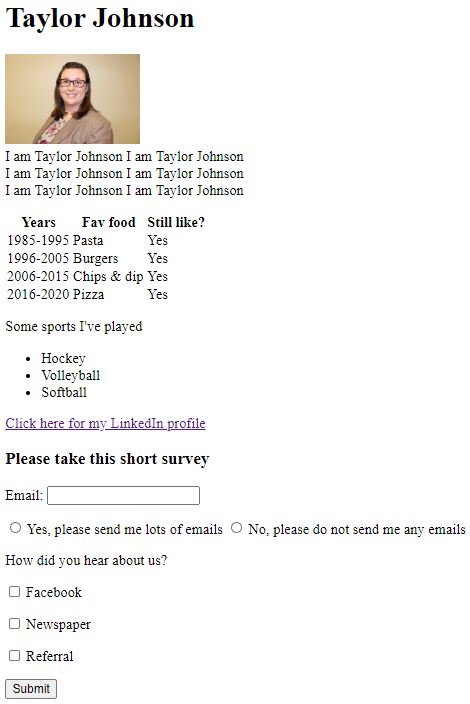 Taylor Johnson
I am Taylor Johnson I am Taylor Johnson
I am Taylor Johnson I am Taylor Johnson
I am Taylor Johnson I am Taylor Johnson
Years Fav food Still like?
1985-1995 Pasta Yes
1996-2005 Burgers Yes
2006-2015 Chips & dip Yes
2016-2020 Pizza Yes
Some sports I've played
Hockey
Volleyball
Softball
Click here for my LinkedIn profile
Please take this short survey
Email:
Yes, please send me lots of emails No, please do not send me any emails
How did you hear about us?
Facebook
Newspaper
Referral
Submit